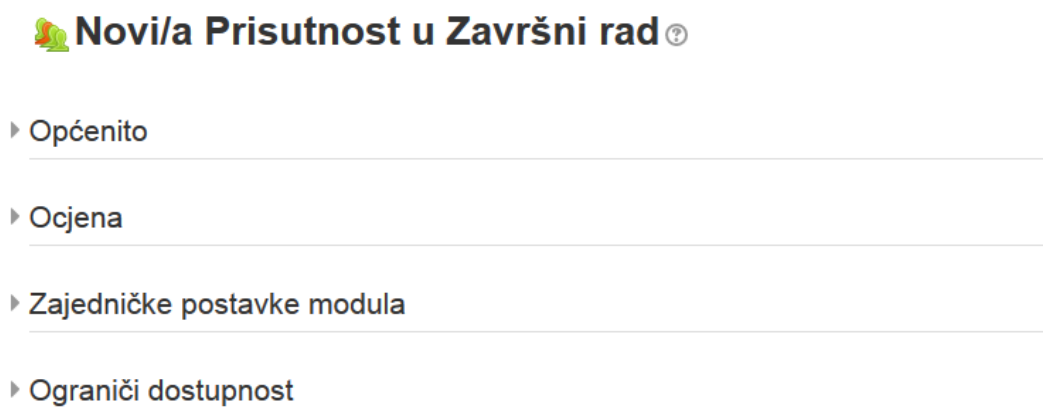 Novi/a Prisutnost u Završni rad
Općenito
Ocjena
Zajedničke postavke modula
Ograniči dostupnost